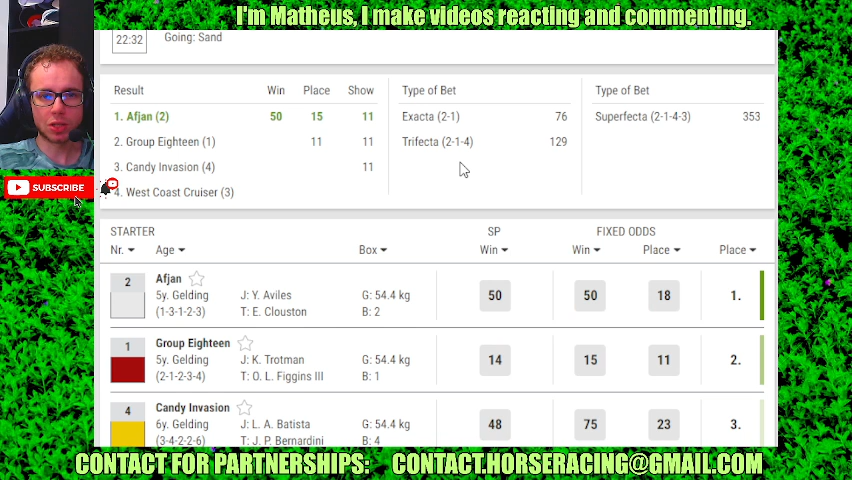 I'm Matheus, I make videos reacting and commenting.
22:32 Going: Sand
Result Win Place Show Type of Bet Type of Bet
1. Afjan (2) 50 15 11 Exacta (2-1) 76 Superfecta (2-1-4-3) 353
2. Group Eighteen (1) 11 11 Trifecta (2-1-4) 129
3. Candy Invasion (4) 11
SUBSCRIBE
4. West Coast Cruiser (3)
STARTER SP FIXED ODDS
Nr. Age Box Win Win Place Place
2 Afjan
5y. Gelding J: Y. Aviles G: 54.4 kg 50 50 18 1.
(1-3-1-2-3) T: E. Clouston B: 2
1 Group Eighteen
5y. Gelding J: K. Trotman G: 54.4 kg 14 15 11 2.
(2-1-2-3-4) T: O. L. Figgins III B: 1
4 Candy Invasion
6y. Gelding J: L. A. Batista G: 54.4 kg 48 75 23 3.
(3-4-2-2-6) T: J. P. Bernardini B: 4
CONTACT FOR PARTNERSHIPS: CONTACT.HORSERACING@GMAIL.COM